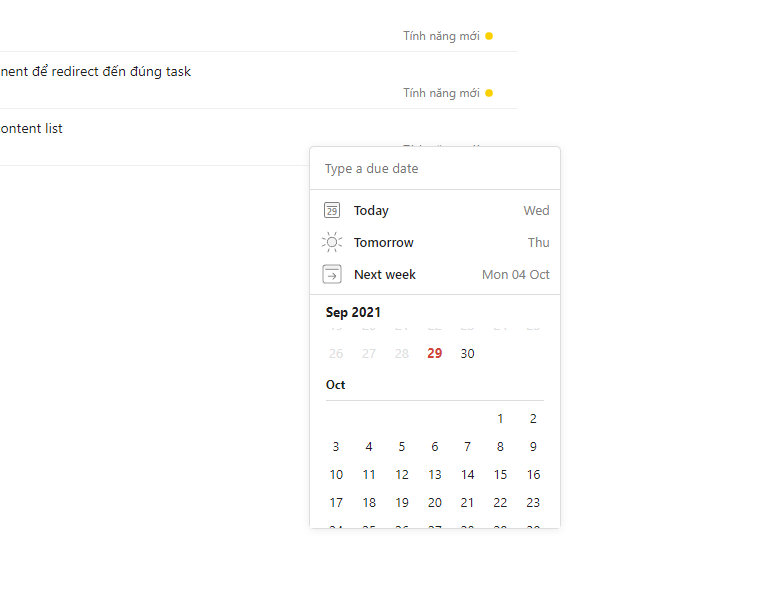 Tính năng mới
nent để redirect đến đúng task
Tính năng mới
ontent list
Type a due date
29 Today Wed
Tomorrow Thu
Next week Mon 04 Oct
Sep 2021
26 27 28 29 30
Oct
1 2
3 4 5 6 7 8 9
10 11 12 13 14 15 16
17 18 19 20 21 22 23